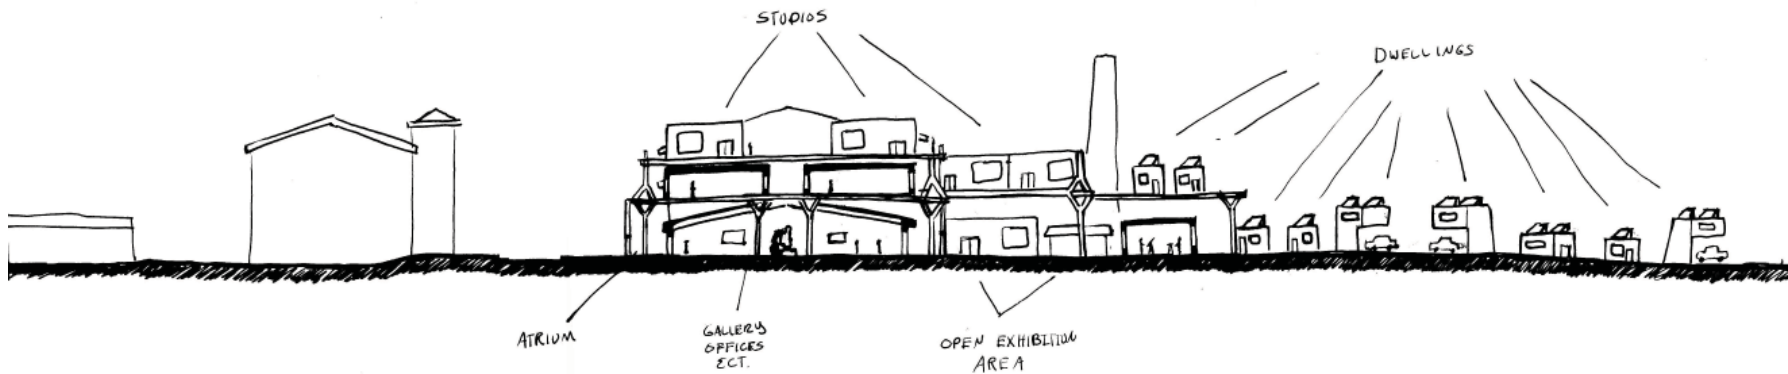 STUDIOS
DWELLINGS
ATRIUM
GALLERY
OFFICES
ECT.
OPEN EXHIBITION
AREA